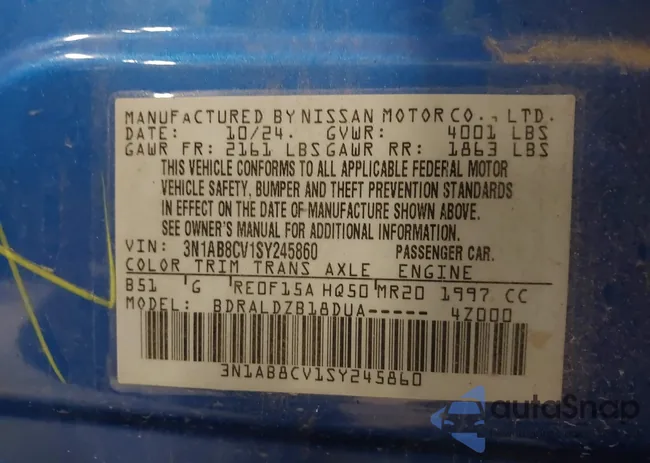 MANUFACTURED BY NISSAN MOTOR CO., LTD.
DATE: 10/24. GVWR: 4001 LBS
GAWR FR: 2161 LBS GAWR RR: 1863 LBS
THIS VEHICLE CONFORMS TO ALL APPLICABLE FEDERAL MOTOR
VEHICLE SAFETY, BUMPER AND THEFT PREVENTION STANDARDS
IN EFFECT ON THE DATE OF MANUFACTURE SHOWN ABOVE.
SEE OWNER'S MANUAL FOR ADDITIONAL INFORMATION.
VIN: 3N1AB8CV1SY245860 PASSENGER CAR.
COLOR TRIM TRANS AXLE ENGINE
B51 'G RE0F15A HQ50 MR20 1997 CC
MODEL: BDRALDZB18DUA----- 4Z000
3N1AB8CV1SY245860
autoSnap